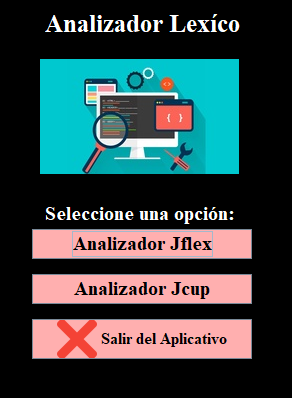 Analizador Lexíco
{ }
Seleccione una opción:
Analizador Jflex
Analizador Jcup
Salir del Aplicativo